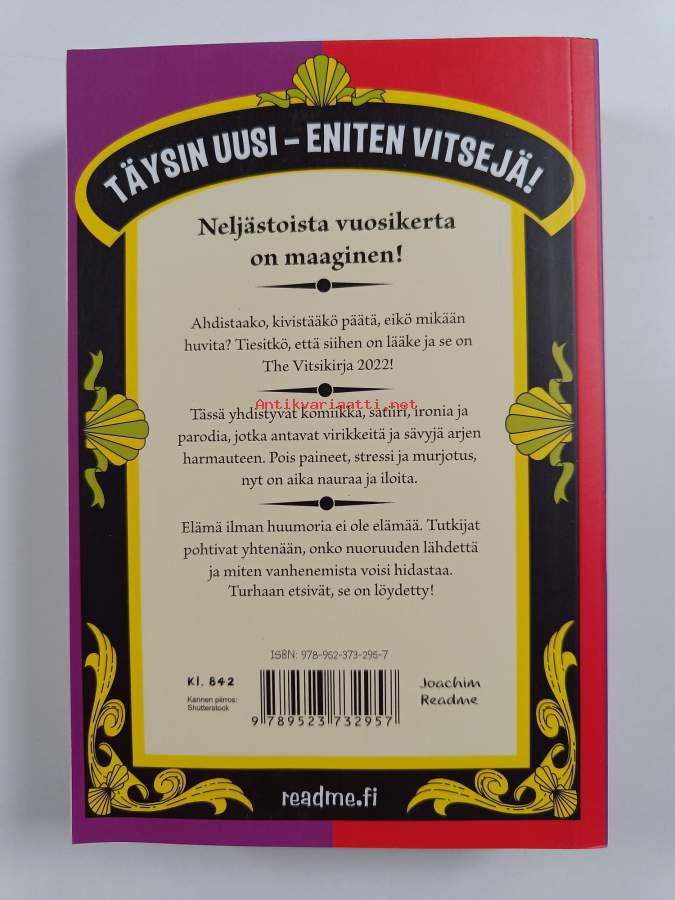 TÄYSIN UUSI – ENITEN VITSEJÄ!
Neljästoista vuosikerta
on maaginen!
Ahdistaako, kivistääkö päätä, eikö mikään
huvita? Tiesitkö, että siihen on lääke ja se on
The Vitsikirja 2022!
Antikvariaatti.net
Tässä yhdistyvät komiikka, satiiri, ironia ja
parodia, jotka antavat virikkeitä ja sävyjä arjen
harmauteen. Pois paineet, stressi ja murjotus,
nyt on aika nauraa ja iloita.
Elämä ilman huumoria ei ole elämää. Tutkijat
pohtivat yhtenään, onko nuoruuden lähdettä
ja miten vanhenemista voisi hidastaa.
Turhaan etsivät, se on löydetty!
ISBN: 978-952-373-295-7
Kl. 842
Kannen piirros:
Shutterstock
9 789523 732957
Joachim
Readme
readme.fi